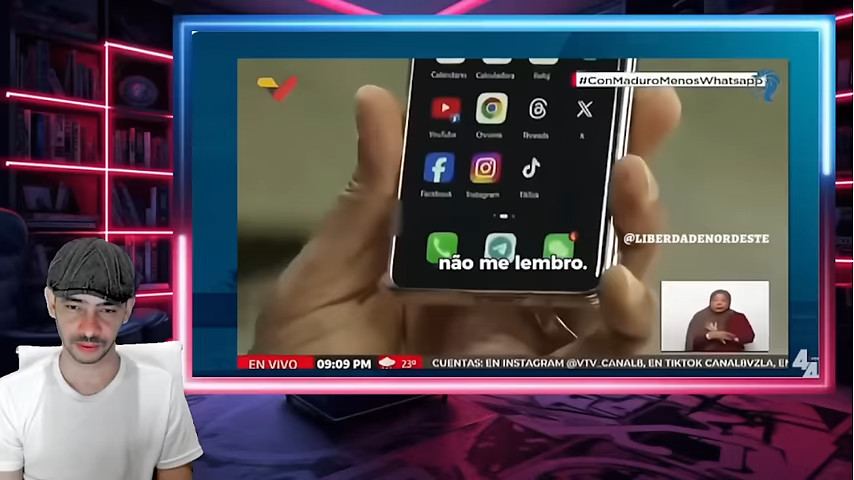 Calendario Calculadora
#ConMaduroMenosWhatsapp
YouTube Chrome Threads X
Facebook Instagram TikTok
@LIBERDADENORDESTE
não me lembro.
EN VIVO 09:09 PM 23° CUENTAS: EN INSTAGRAM @VTV_CANAL8, EN TIKTOK CANAL8VZLA, E